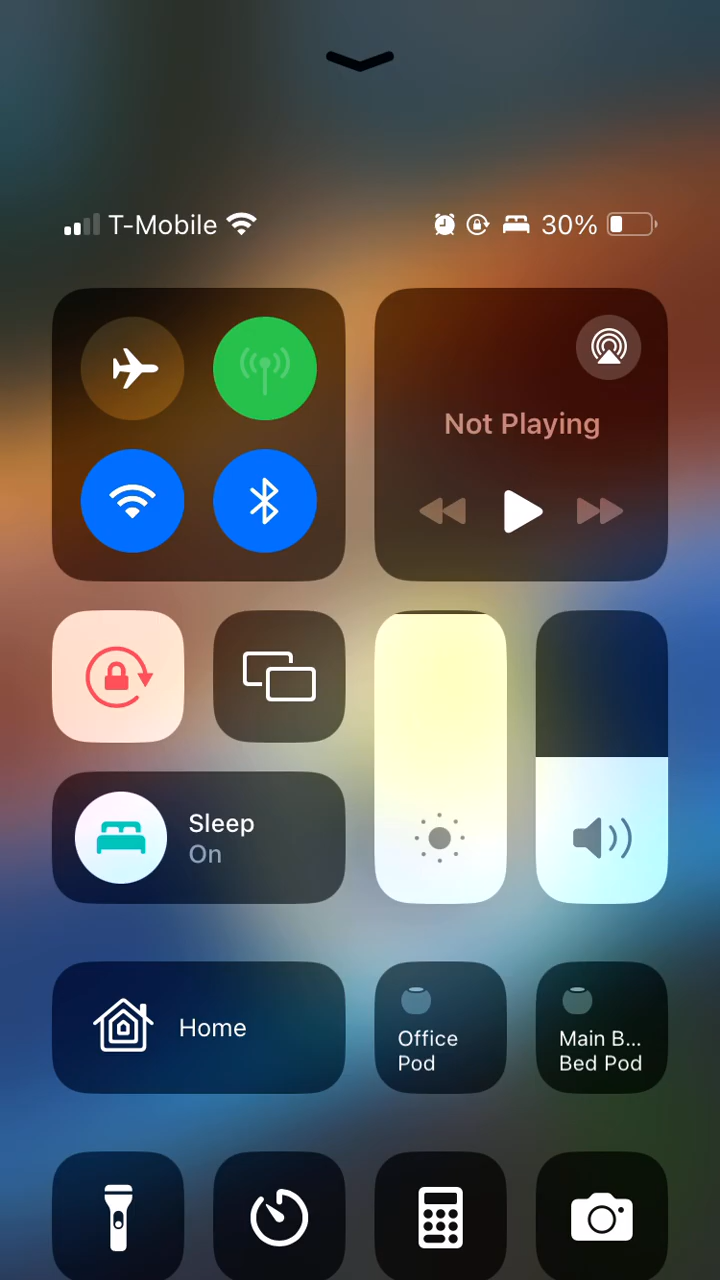 T-Mobile 30%
Not Playing
Sleep
On
Home
Office
Pod
Main B...
Bed Pod